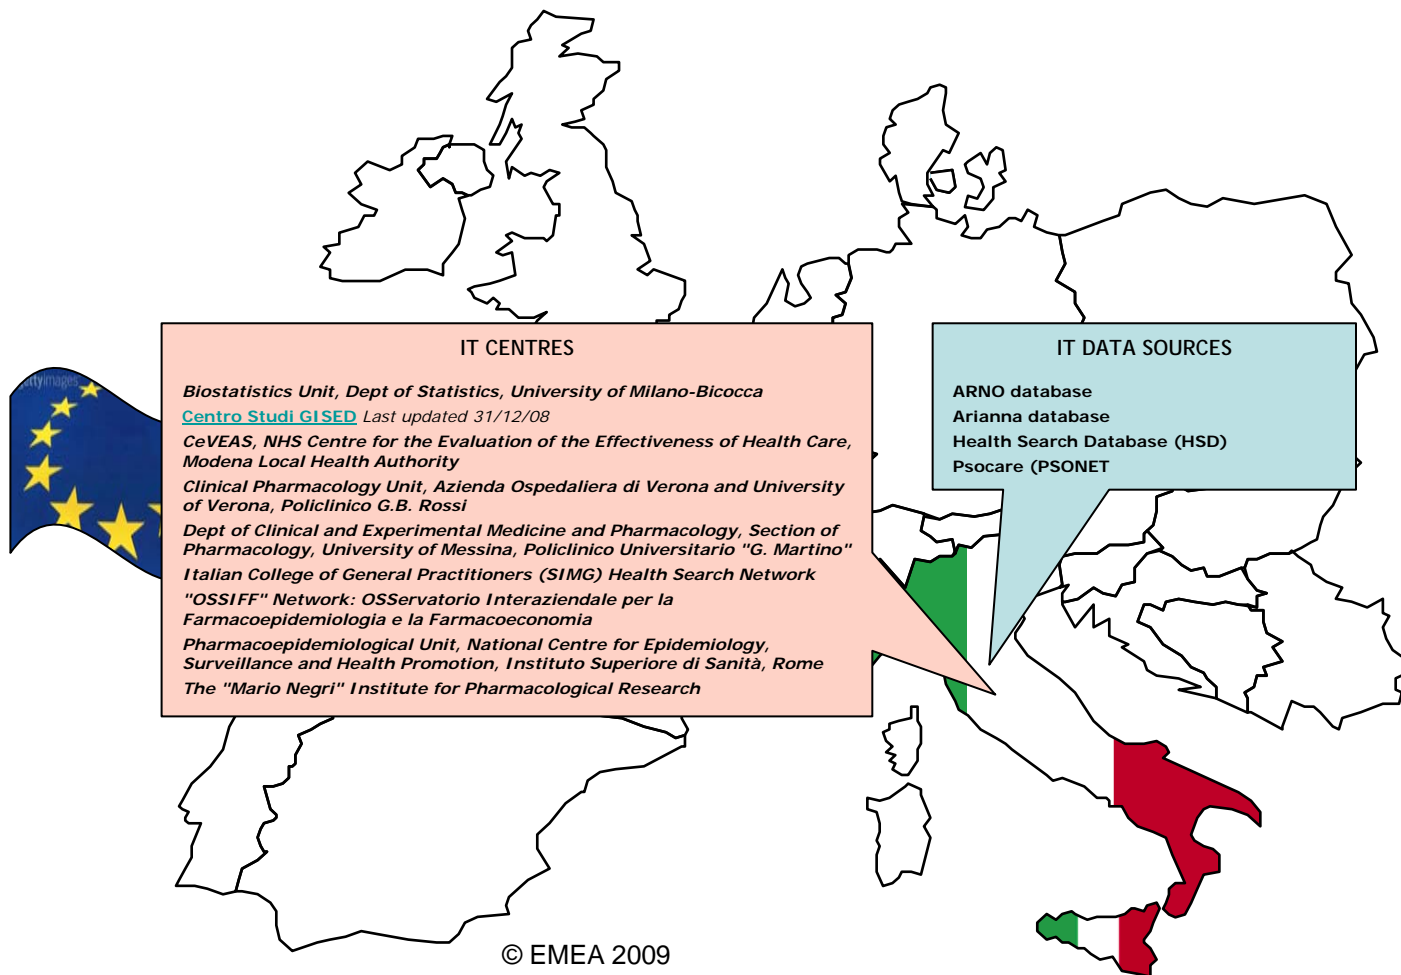 gettyimages
IT CENTRES
Biostatistics Unit, Dept of Statistics, University of Milano-Bicocca
Centro Studi GISED Last updated 31/12/08
CeVEAS, NHS Centre for the Evaluation of the Effectiveness of Health Care,
Modena Local Health Authority
Clinical Pharmacology Unit, Azienda Ospedaliera di Verona and University
of Verona, Policlinico G.B. Rossi
Dept of Clinical and Experimental Medicine and Pharmacology, Section of
Pharmacology, University of Messina, Policlinico Universitario "G. Martino"
Italian College of General Practitioners (SIMG) Health Search Network
"OSSIFF" Network: OSServatorio Interaziendale per la
Farmacoepidemiologia e la Farmacoeconomia
Pharmacoepidemiological Unit, National Centre for Epidemiology,
Surveillance and Health Promotion, Instituto Superiore di Sanità, Rome
The "Mario Negri" Institute for Pharmacological Research
IT DATA SOURCES
ARNO database
Arianna database
Health Search Database (HSD)
Psocare (PSONET
© EMEA 2009